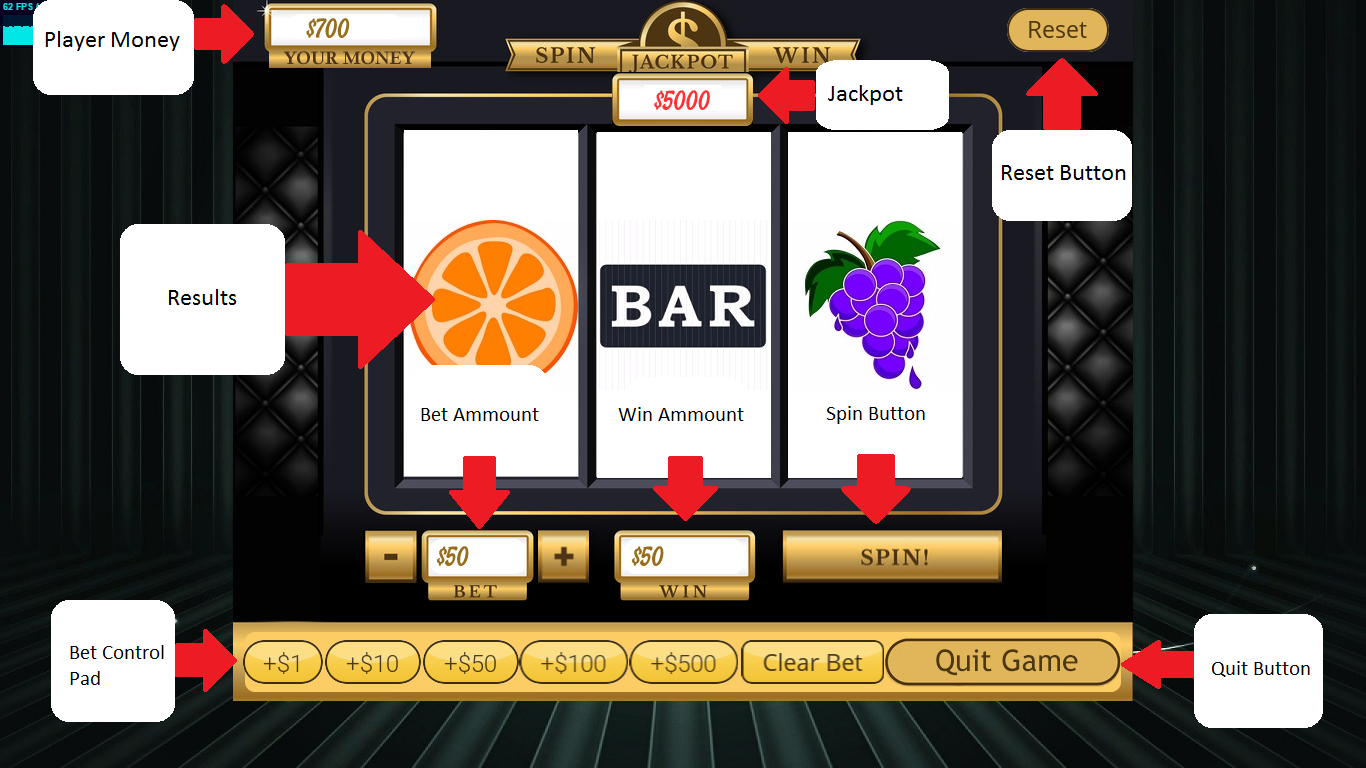 62 FPS
Player Money
$700
YOUR MONEY
SPIN
JACKPOT
WIN
Reset
$5000
Jackpot
Reset Button
Results
BAR
Bet Ammount
Win Ammount
Spin Button
-
$50
+
$50
SPIN!
BET
WIN
Bet Control
Pad
+$1
+$10
+$50
+$100
+$500
Clear Bet
Quit Game
Quit Button